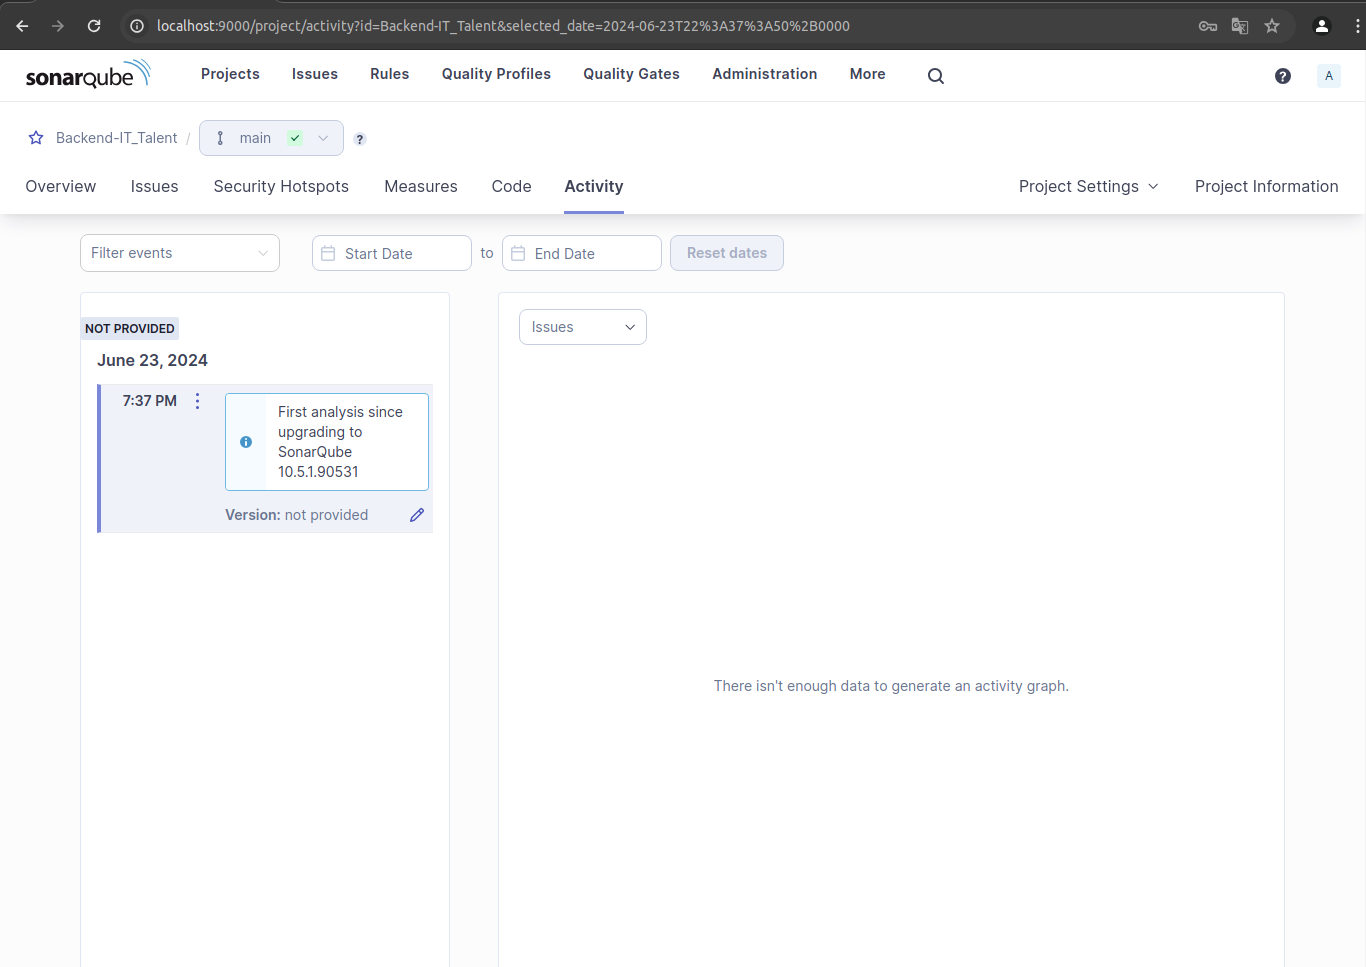 localhost:9000/project/activity?id=Backend-IT_Talent&selected_date=2024-06-23T22%3A37%3A50%2B0000
sonarqube Projects Issues Rules Quality Profiles Quality Gates Administration More ? A
Backend-IT_Talent / main ?
Overview Issues Security Hotspots Measures Code Activity Project Settings Project Information
Filter events Start Date to End Date Reset dates
NOT PROVIDED
June 23, 2024
7:37 PM
First analysis since
upgrading to
SonarQube
10.5.1.90531
Version: not provided
Issues
There isn't enough data to generate an activity graph.